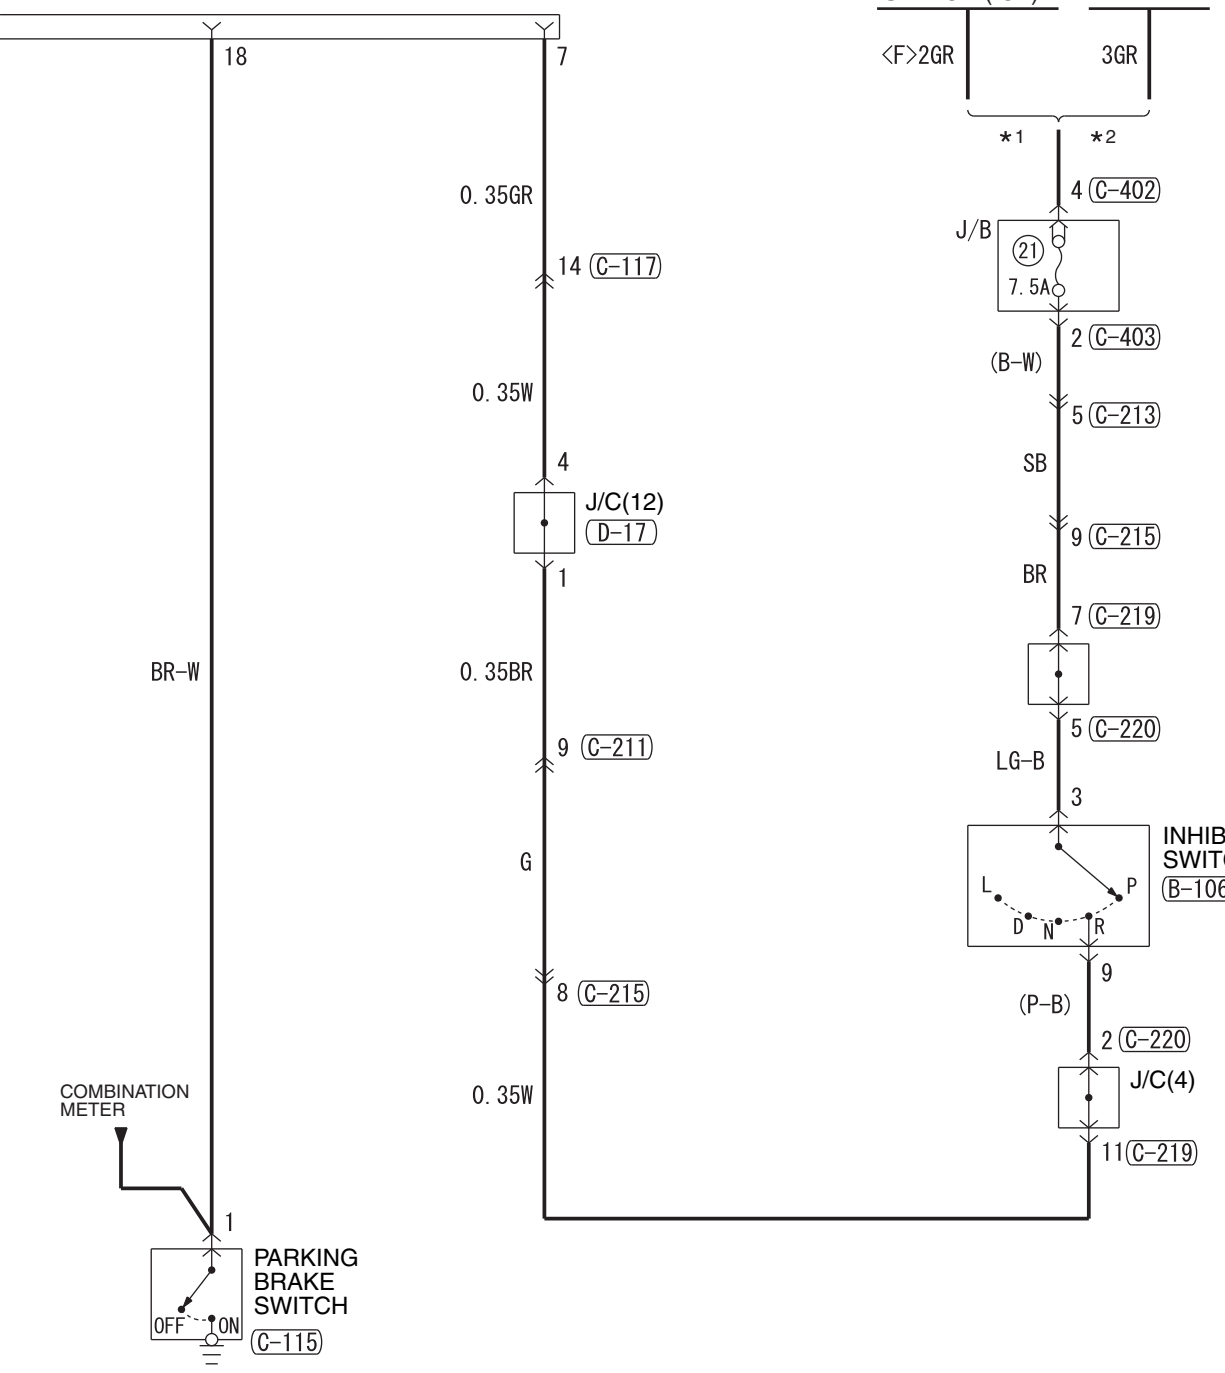 18
7
<F>2GR
3GR
*1
*2
0.35GR
4 C-402
J/B
21
7.5A
14 C-117
2 C-403
(B-W)
0.35W
5 C-213
4
SB
J/C(12)
D-17
9 C-215
1
BR
7 C-219
BR-W
0.35BR
5 C-220
9 C-211
LG-B
3
G
INHIB
SWIT
B-106
L
P
D
N
R
9
8 C-215
(P-B)
2 C-220
COMBINATION
METER
0.35W
J/C(4)
11 C-219
1
PARKING
BRAKE
SWITCH
OFF
ON
C-115